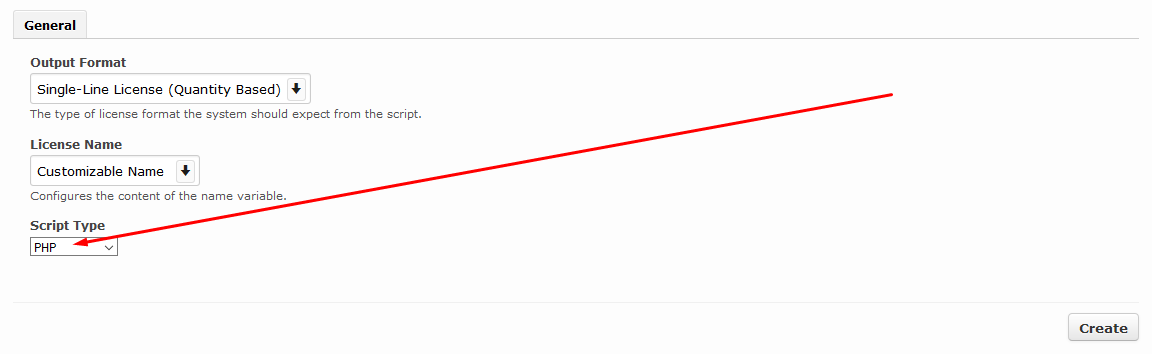 General
Output Format
Single-Line License (Quantity Based)
The type of license format the system should expect from the script.
License Name
Customizable Name
Configures the content of the name variable.
Script Type
PHP
Create